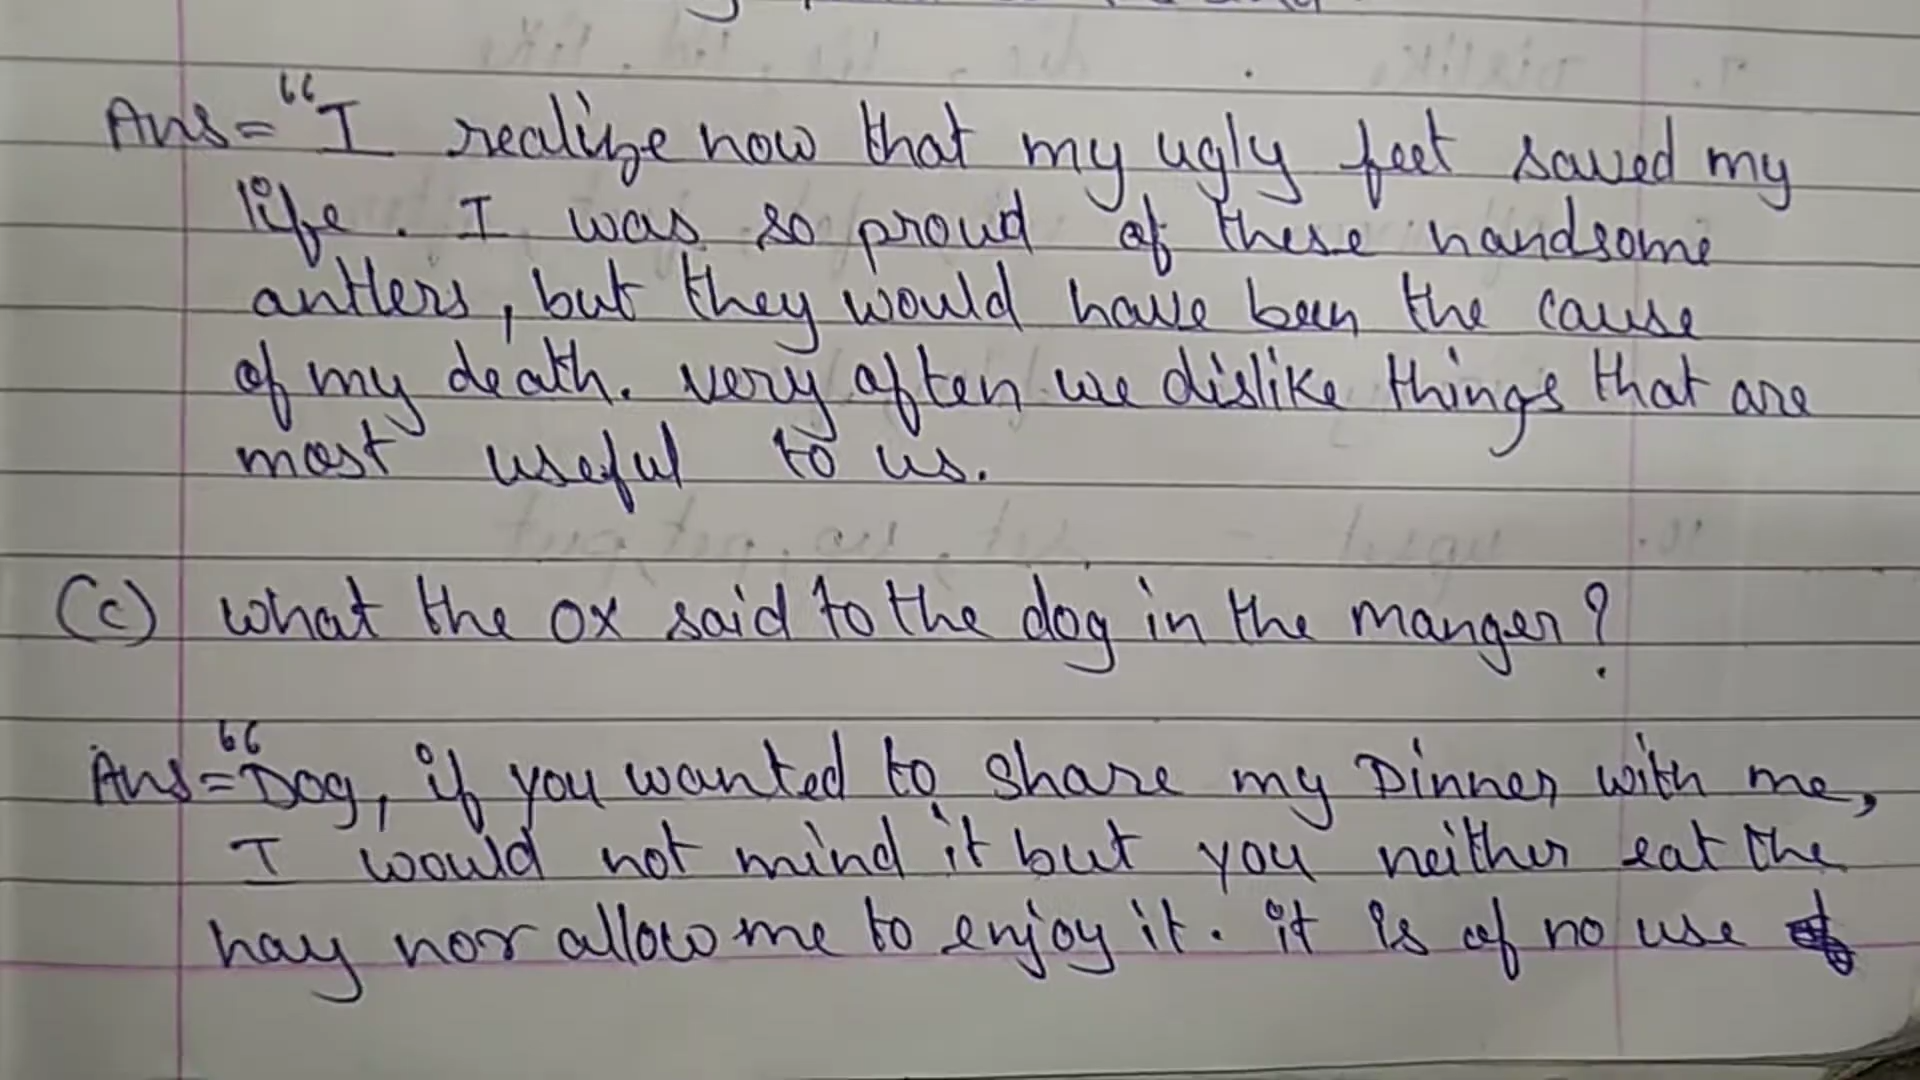 Ans = "I realize now that my ugly feet saved my
life. I was so proud of these handsome
antlers, but they would have been the cause
of my death. very often we dislike things that are
most useful to us.
(c) what the ox said to the dog in the manger?
Ans = "Dog, if you wanted to share my Dinner with me,
I would not mind it but you neither eat the
hay nor allow me to enjoy it. it is of no use